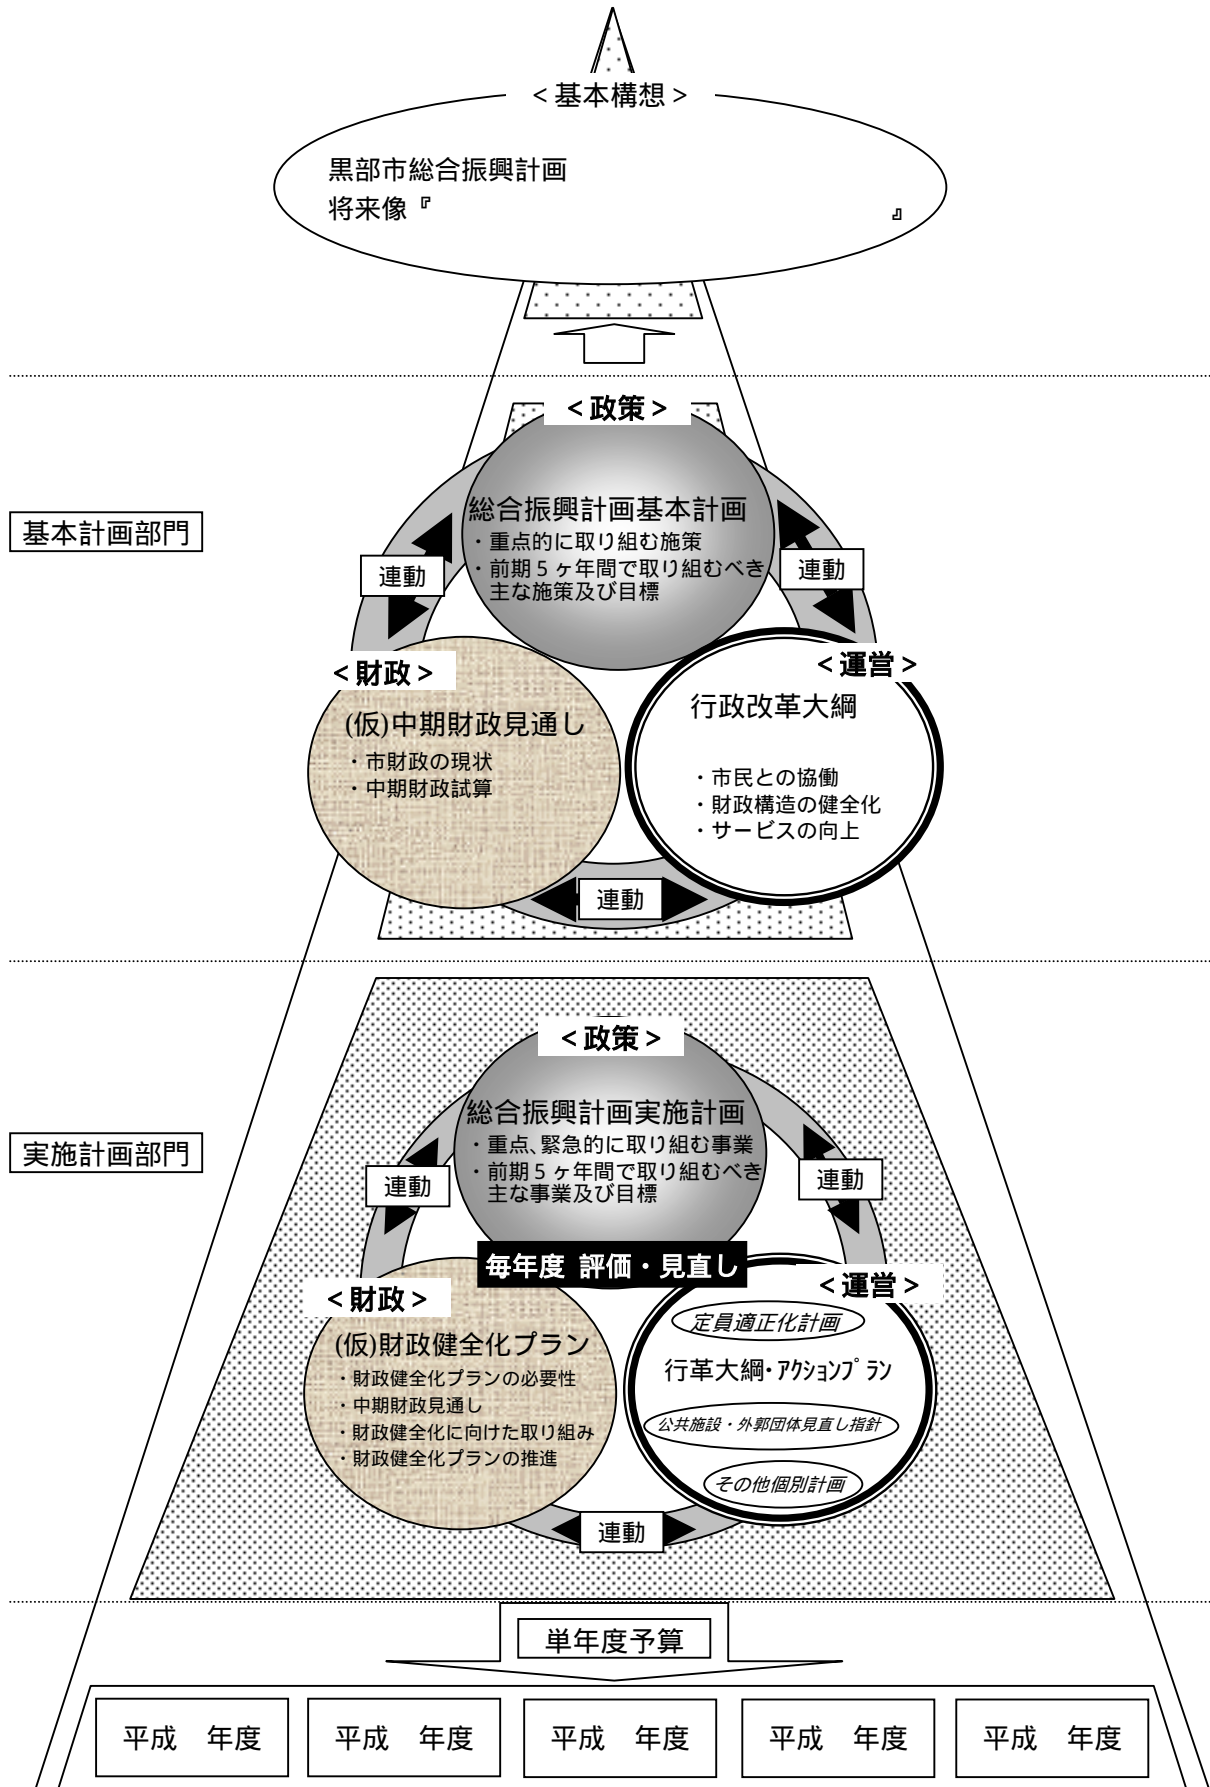 ＜基本構想＞
黒部市総合振興計画
将来像『　　　　　　　　　　　　』
＜政策＞
基本計画部門
総合振興計画基本計画
・重点的に取り組む施策
・前期５ヶ年間で取り組むべき
主な施策及び目標
連動
連動
＜財政＞
(仮)中期財政見通し
・市財政の現状
・中期財政試算
＜運営＞
行政改革大綱
・市民との協働
・財政構造の健全化
・サービスの向上
連動
＜政策＞
実施計画部門
総合振興計画実施計画
・重点、緊急的に取り組む事業
・前期５ヶ年間で取り組むべき
主な事業及び目標
連動
連動
毎年度 評価・見直し
＜財政＞
(仮)財政健全化プラン
・財政健全化プランの必要性
・中期財政見通し
・財政健全化に向けた取り組み
・財政健全化プランの推進
＜運営＞
定員適正化計画
行革大綱・ｱｸｼｮﾝﾌﾟﾗﾝ
公共施設・外郭団体見直し指針
その他個別計画
連動
単年度予算
平成　年度
平成　年度
平成　年度
平成　年度
平成　年度